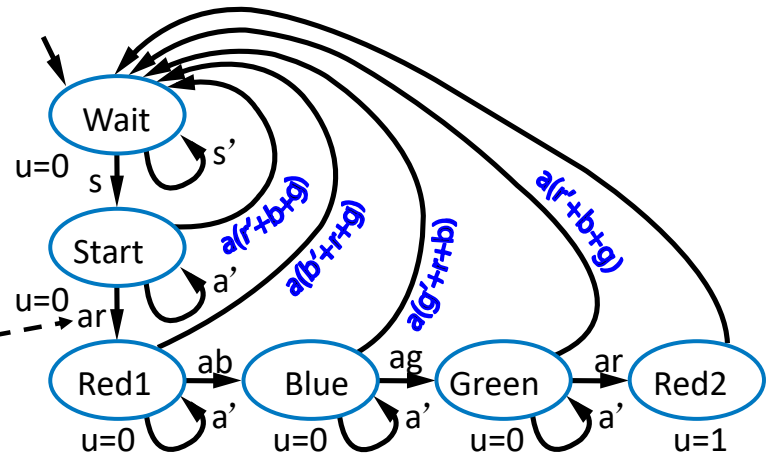 Wait
s’
u=0
s
a(r’+b+g)
a(b’+r+g)
a(g’+r+b)
a(r’+b+g)
Start
a’
u=0
ar
Red1
ab
Blue
ag
Green
ar
Red2
a’
a’
a’
u=0
u=0
u=0
u=1